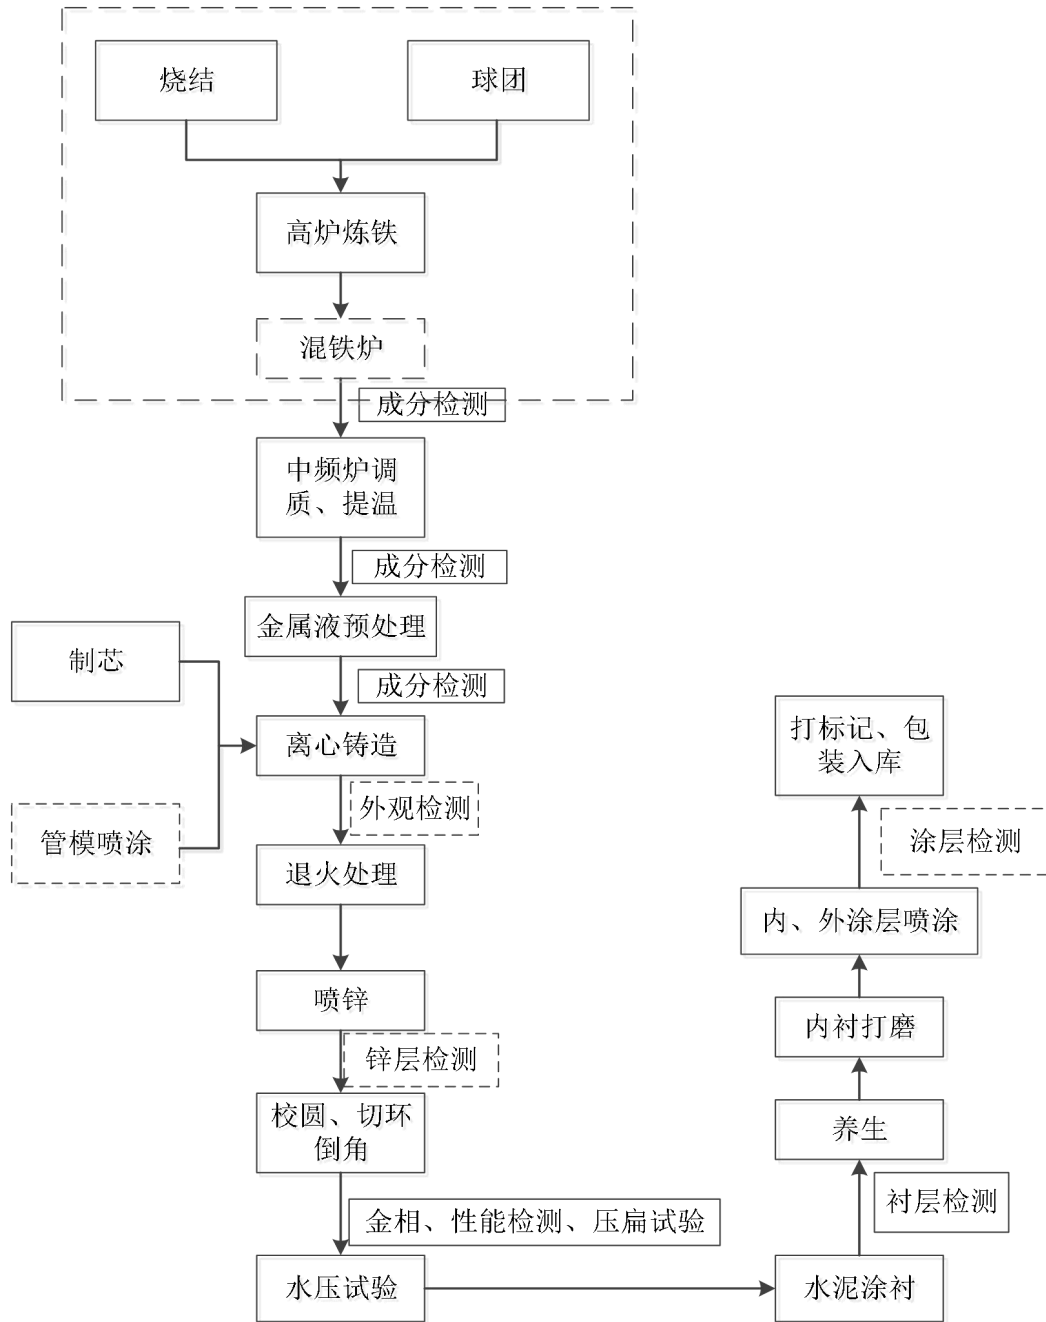 烧结
球团
高炉炼铁
混铁炉
成分检测
中频炉调
质、提温
成分检测
金属液预处理
制芯
成分检测
离心铸造
管模喷涂
外观检测
退火处理
喷锌
锌层检测
校圆、切环
倒角
金相、性能检测、压扁试验
水压试验
水泥涂衬
衬层检测
养生
内衬打磨
内、外涂层喷涂
涂层检测
打标记、包
装入库